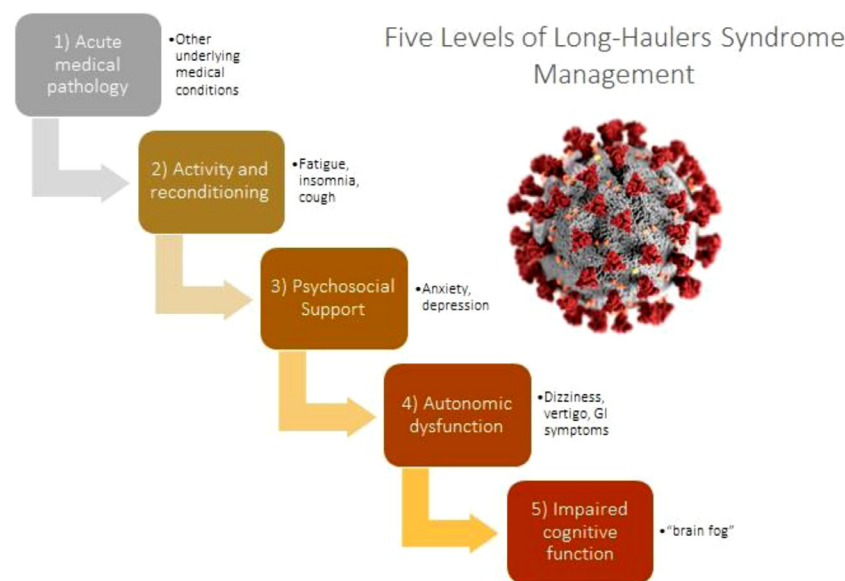 Five Levels of Long-Haulers Syndrome
Management
1) Acute
medical
pathology
•Other
underlying
medical
conditions
2) Activity and
reconditioning
•Fatigue,
insomnia,
cough
3) Psychosocial
Support
•Anxiety,
depression
4) Autonomic
dysfunction
•Dizziness,
vertigo, GI
symptoms
5) Impaired
cognitive
function
•“brain fog”